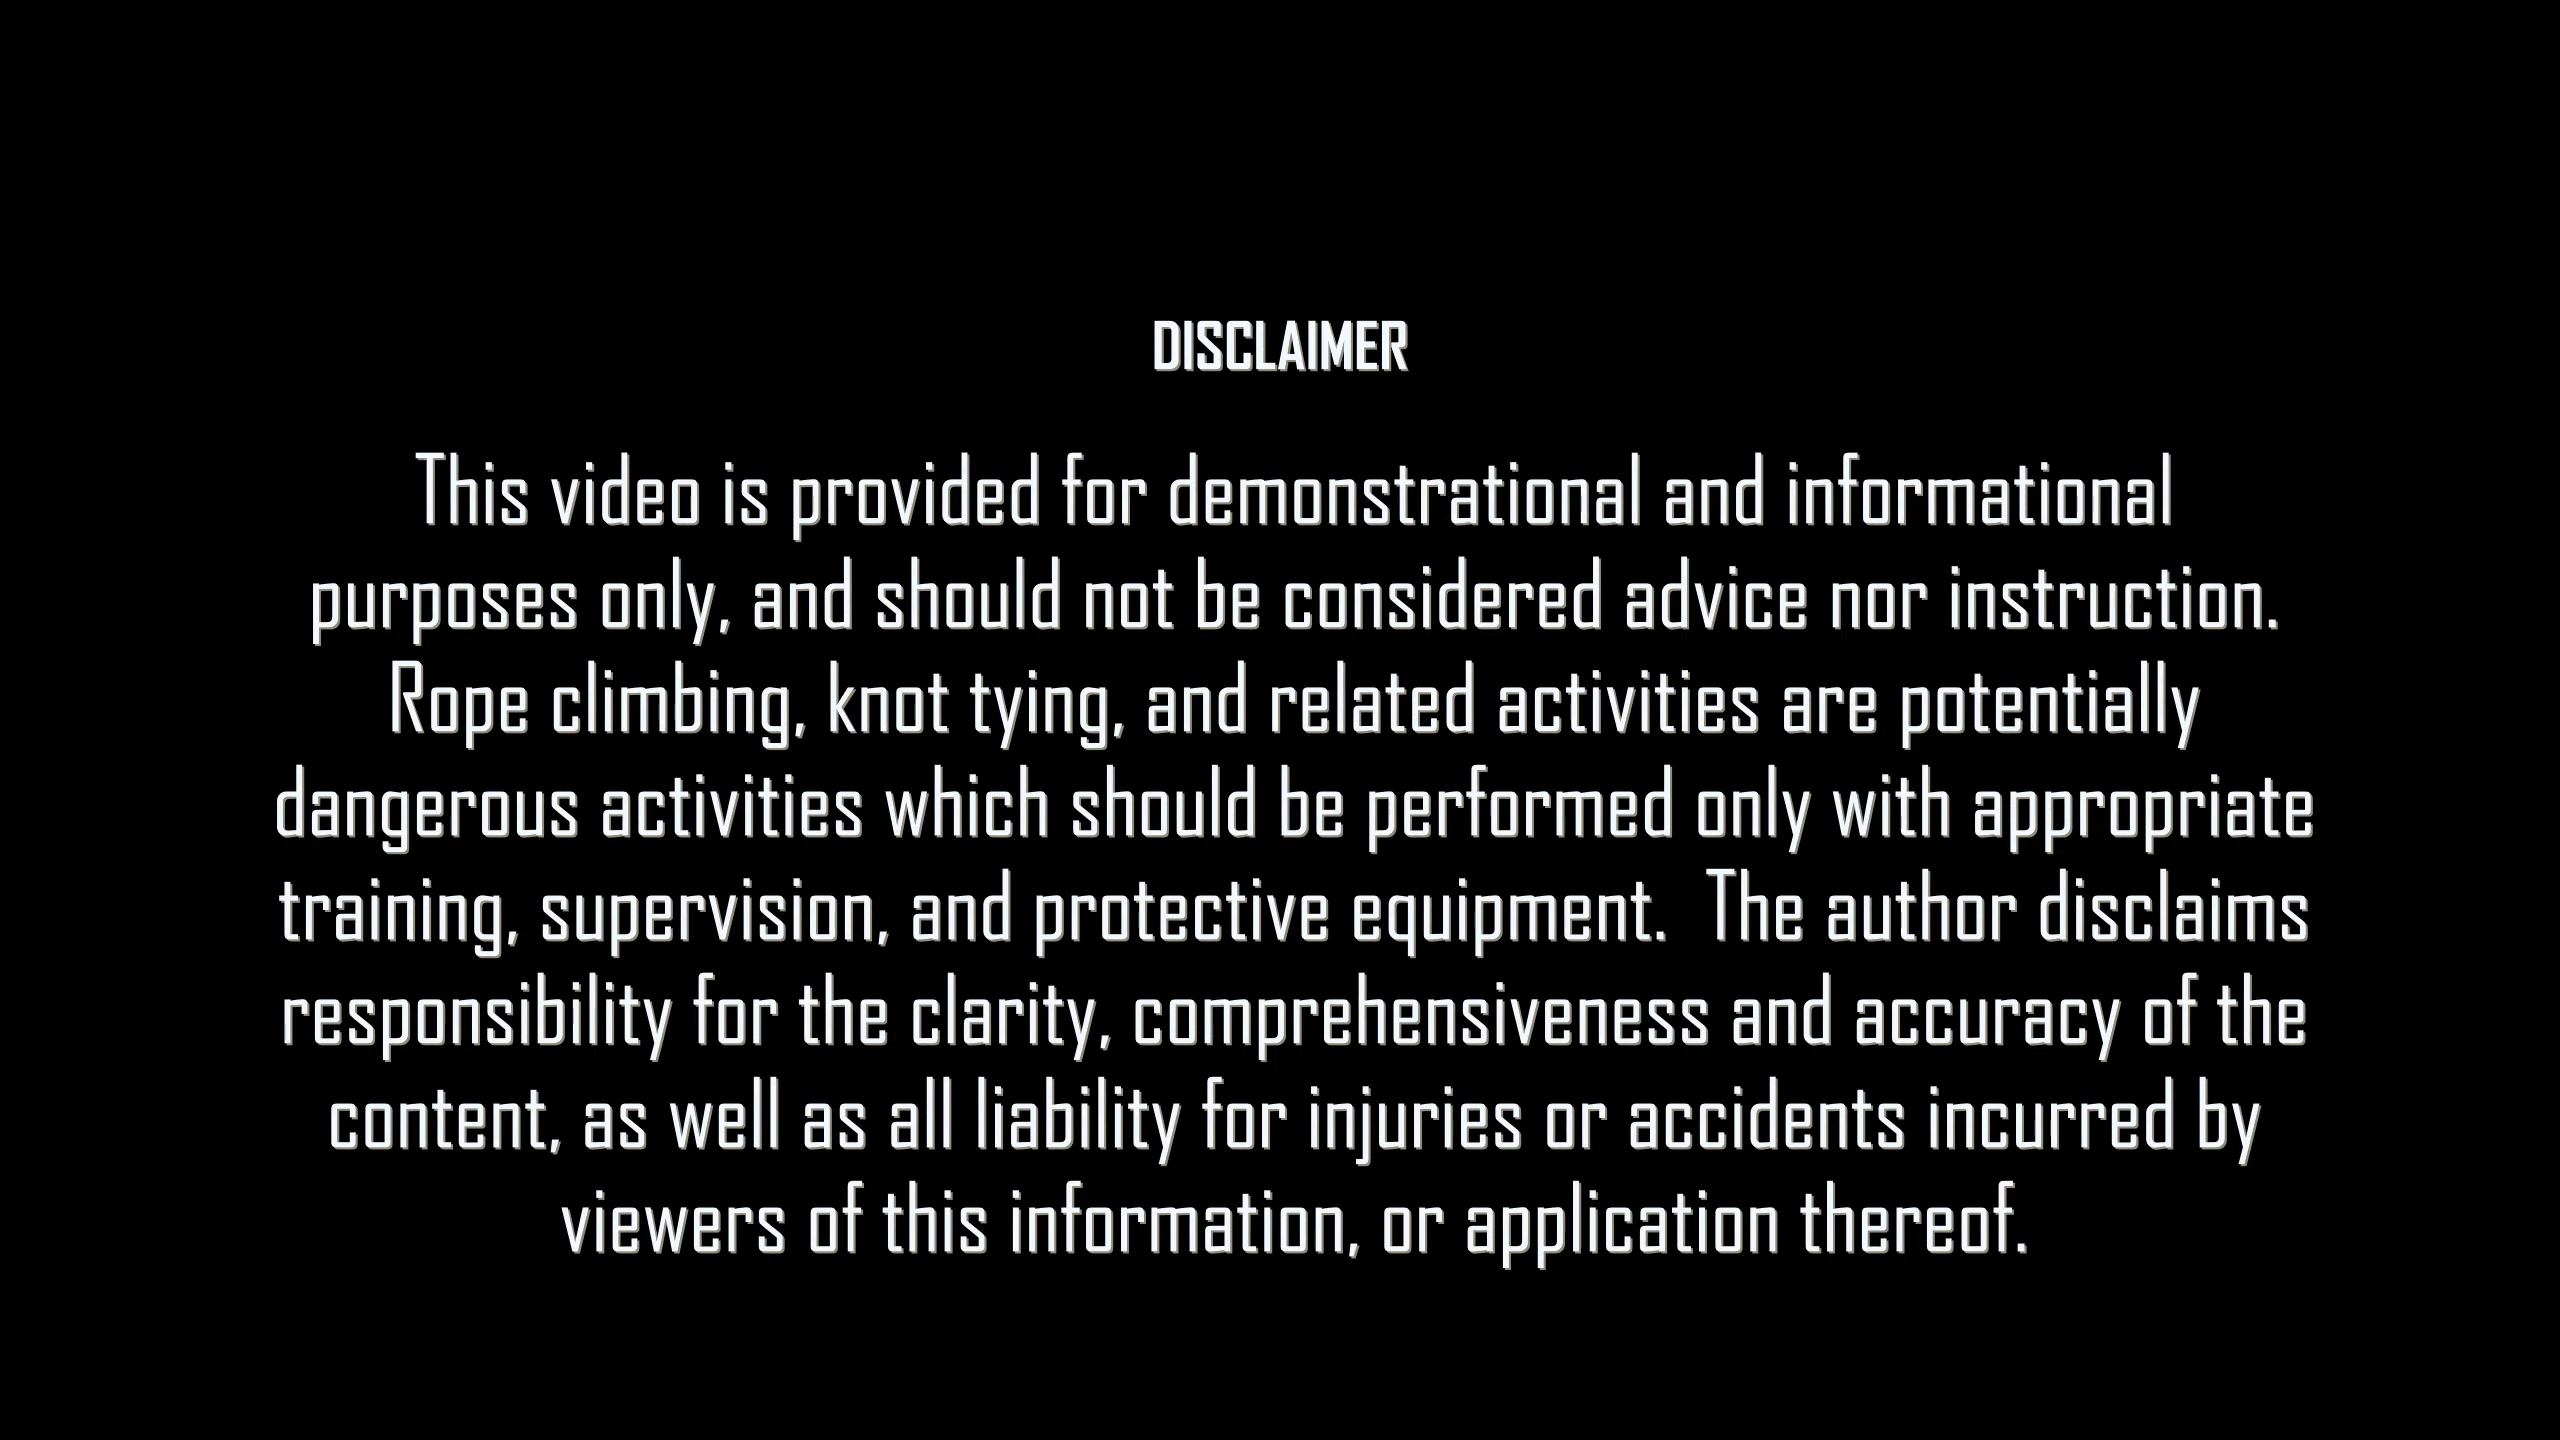 DISCLAIMER
This video is provided for demonstrational and informational
purposes only, and should not be considered advice nor instruction.
Rope climbing, knot tying, and related activities are potentially
dangerous activities which should be performed only with appropriate
training, supervision, and protective equipment.  The author disclaims
responsibility for the clarity, comprehensiveness and accuracy of the
content, as well as all liability for injuries or accidents incurred by
viewers of this information, or application thereof.